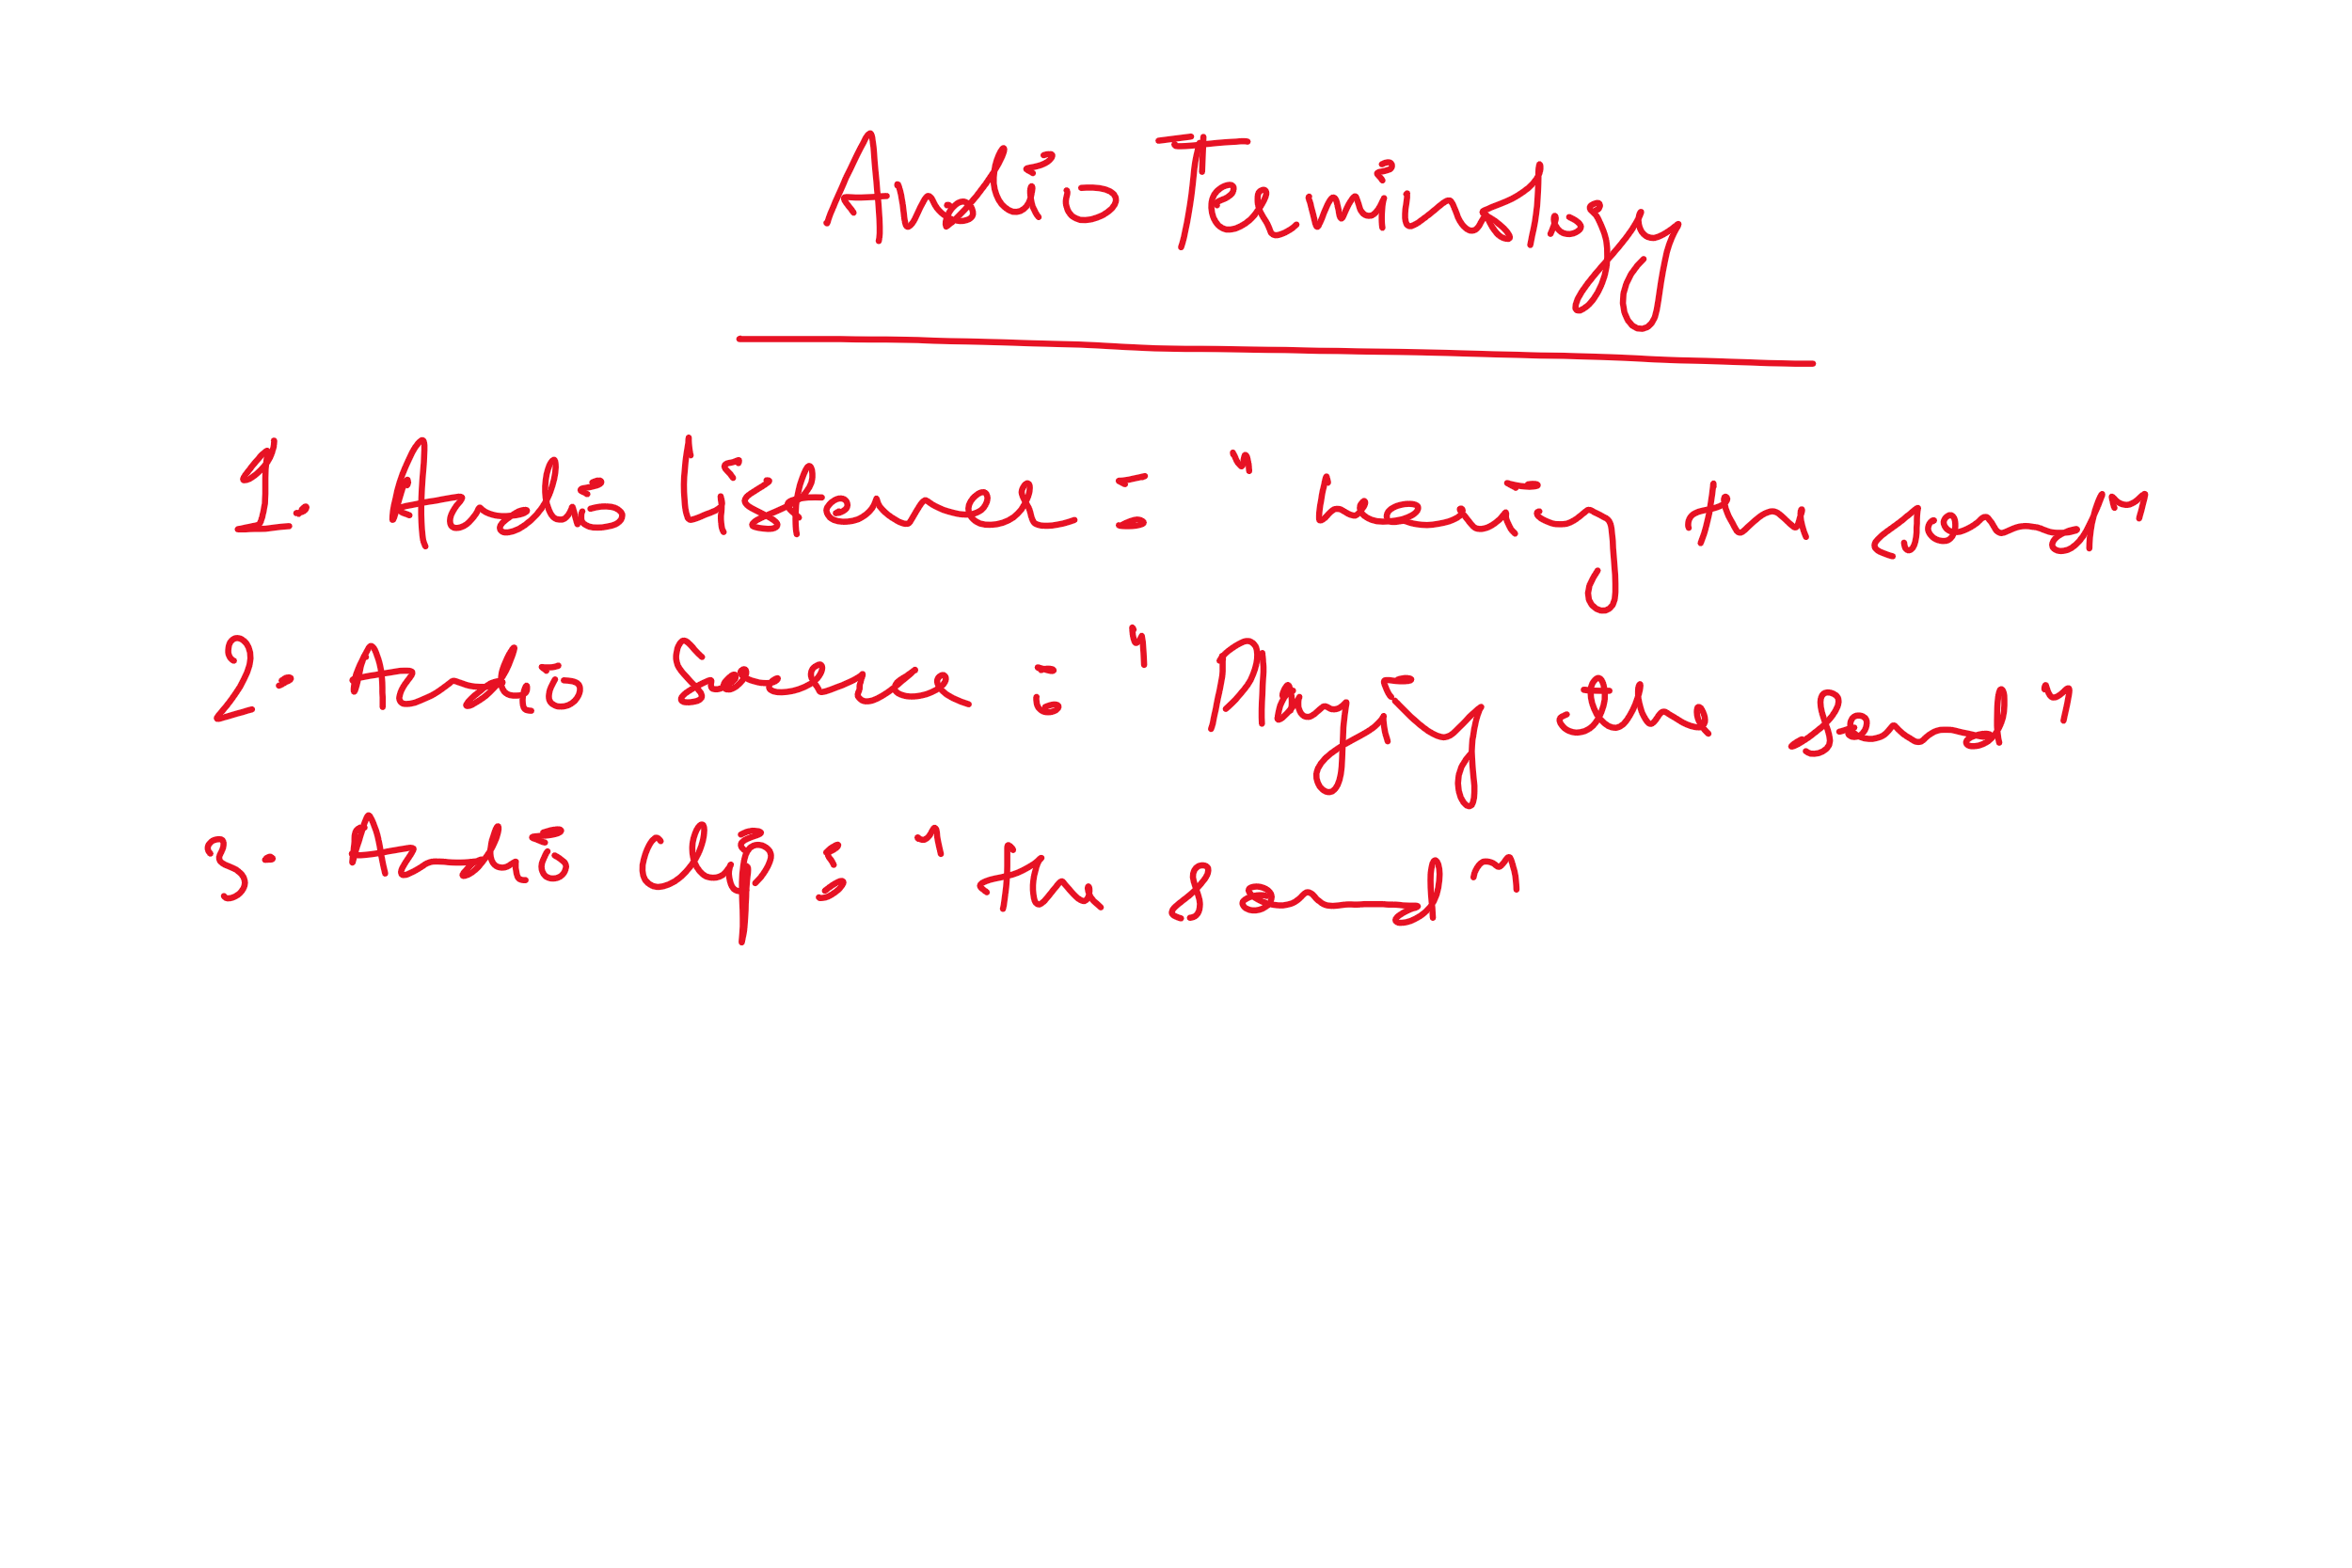 Audio Terminology
1. Audio listener - " hearing the sound "
2. Audio Source : " Playing the sound "
3. Audio clip : " the sound "